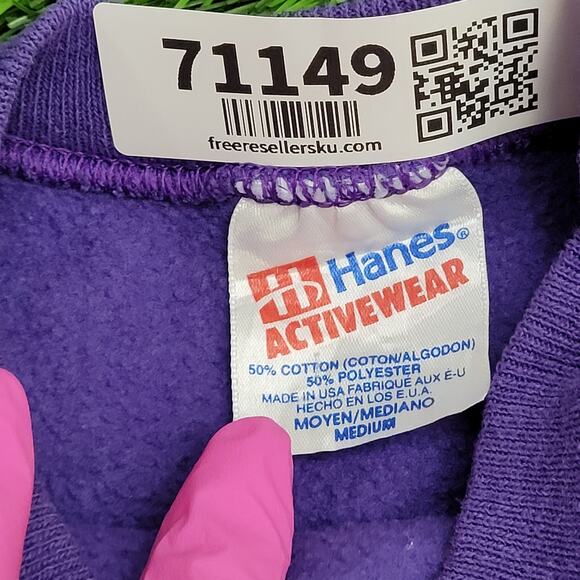 71149
freeresellersku.com
Hanes®
ACTIVEWEAR
50% COTTON (COTON/ALGODON)
50% POLYESTER
MADE IN USA FABRIQUE AUX É-U
HECHO EN LOS E.U.A.
MOYEN/MEDIANO
MEDIUM